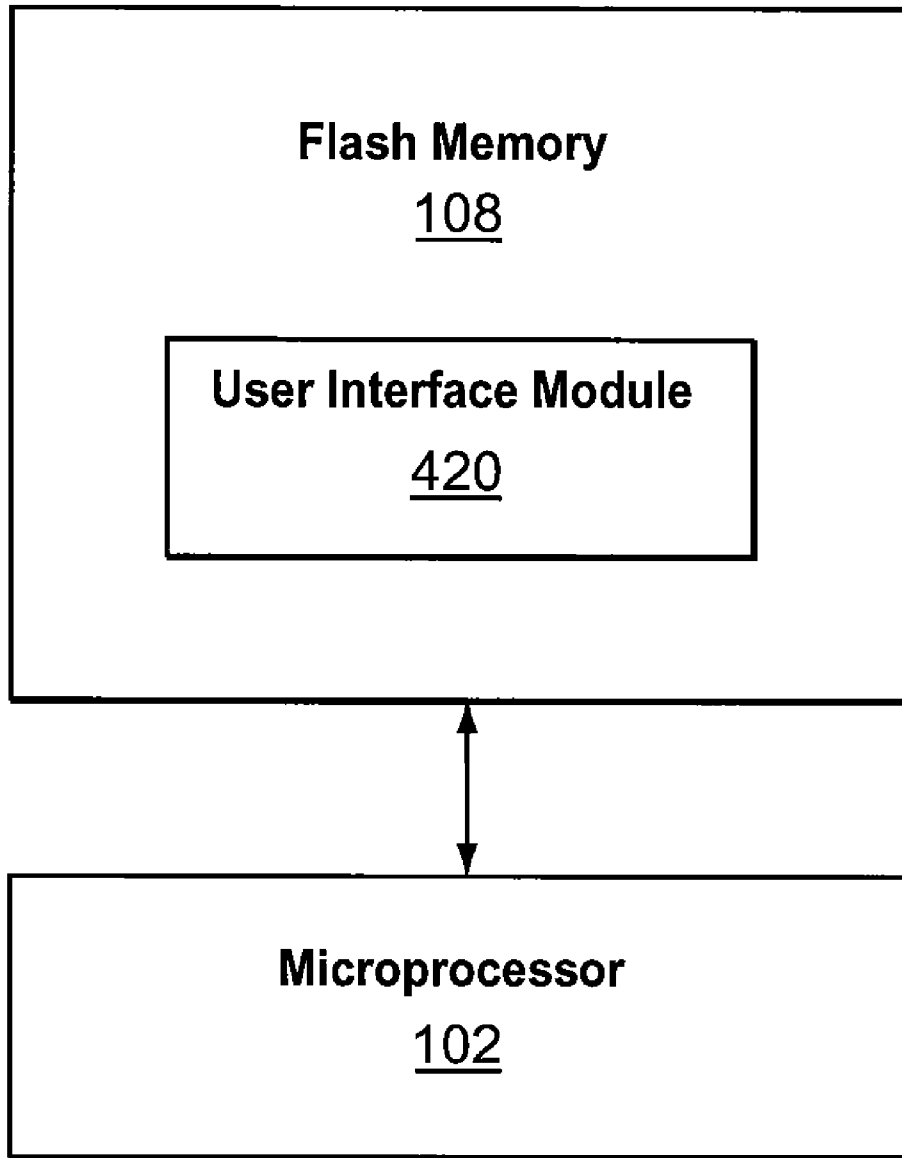 Flash Memory
108
User Interface Module
420
Microprocessor
102